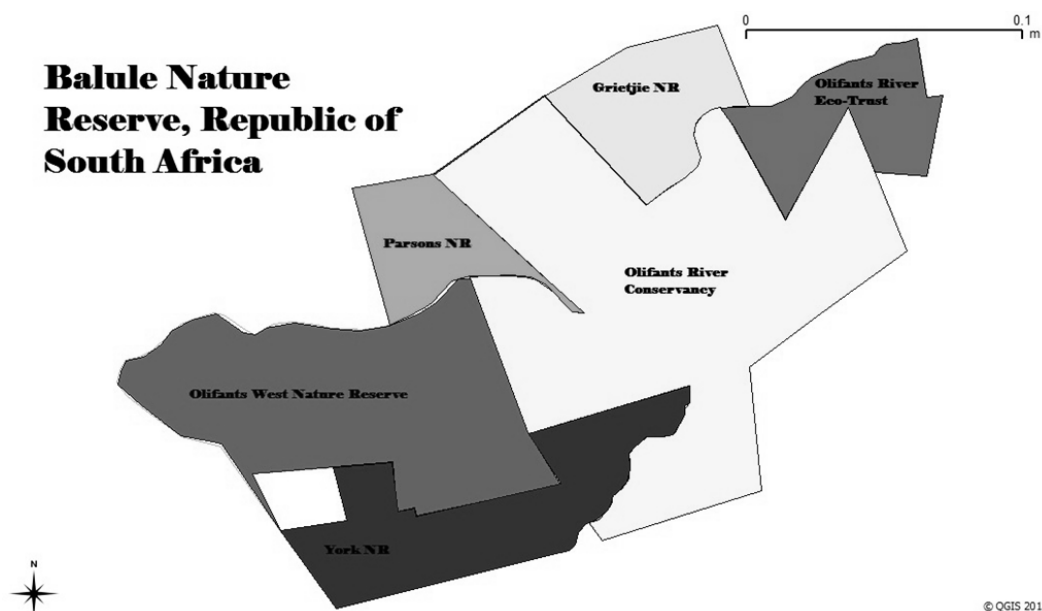 Balule Nature
Reserve, Republic of
South Africa
0
0.1
m
Grietjie NR
Olifants River
Eco-Trust
Parsons NR
Olifants River
Conservancy
Olifants West Nature Reserve
York NR
N
© QGIS 201